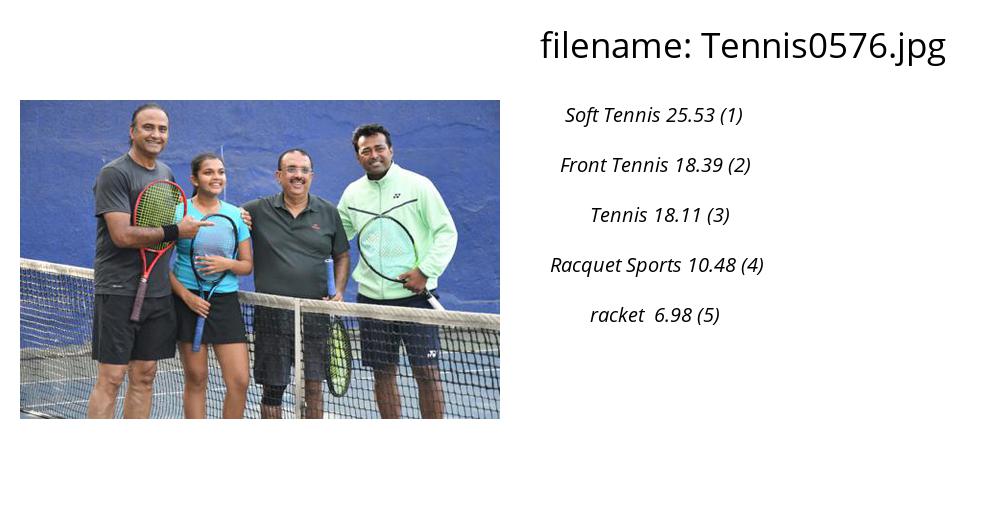 filename: Tennis0576.jpg
Soft Tennis 25.53 (1)
Front Tennis 18.39 (2)
Tennis 18.11 (3)
Racquet Sports 10.48 (4)
racket 6.98 (5)